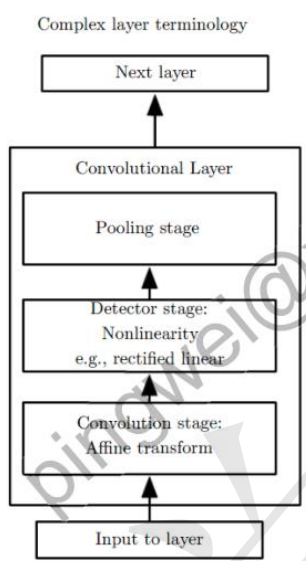 Complex layer terminology
Next layer
Convolutional Layer
Pooling stage
Detector stage:
Nonlinearity
e.g., rectified linear
Convolution stage:
Affine transform
Input to layer
pingwei@